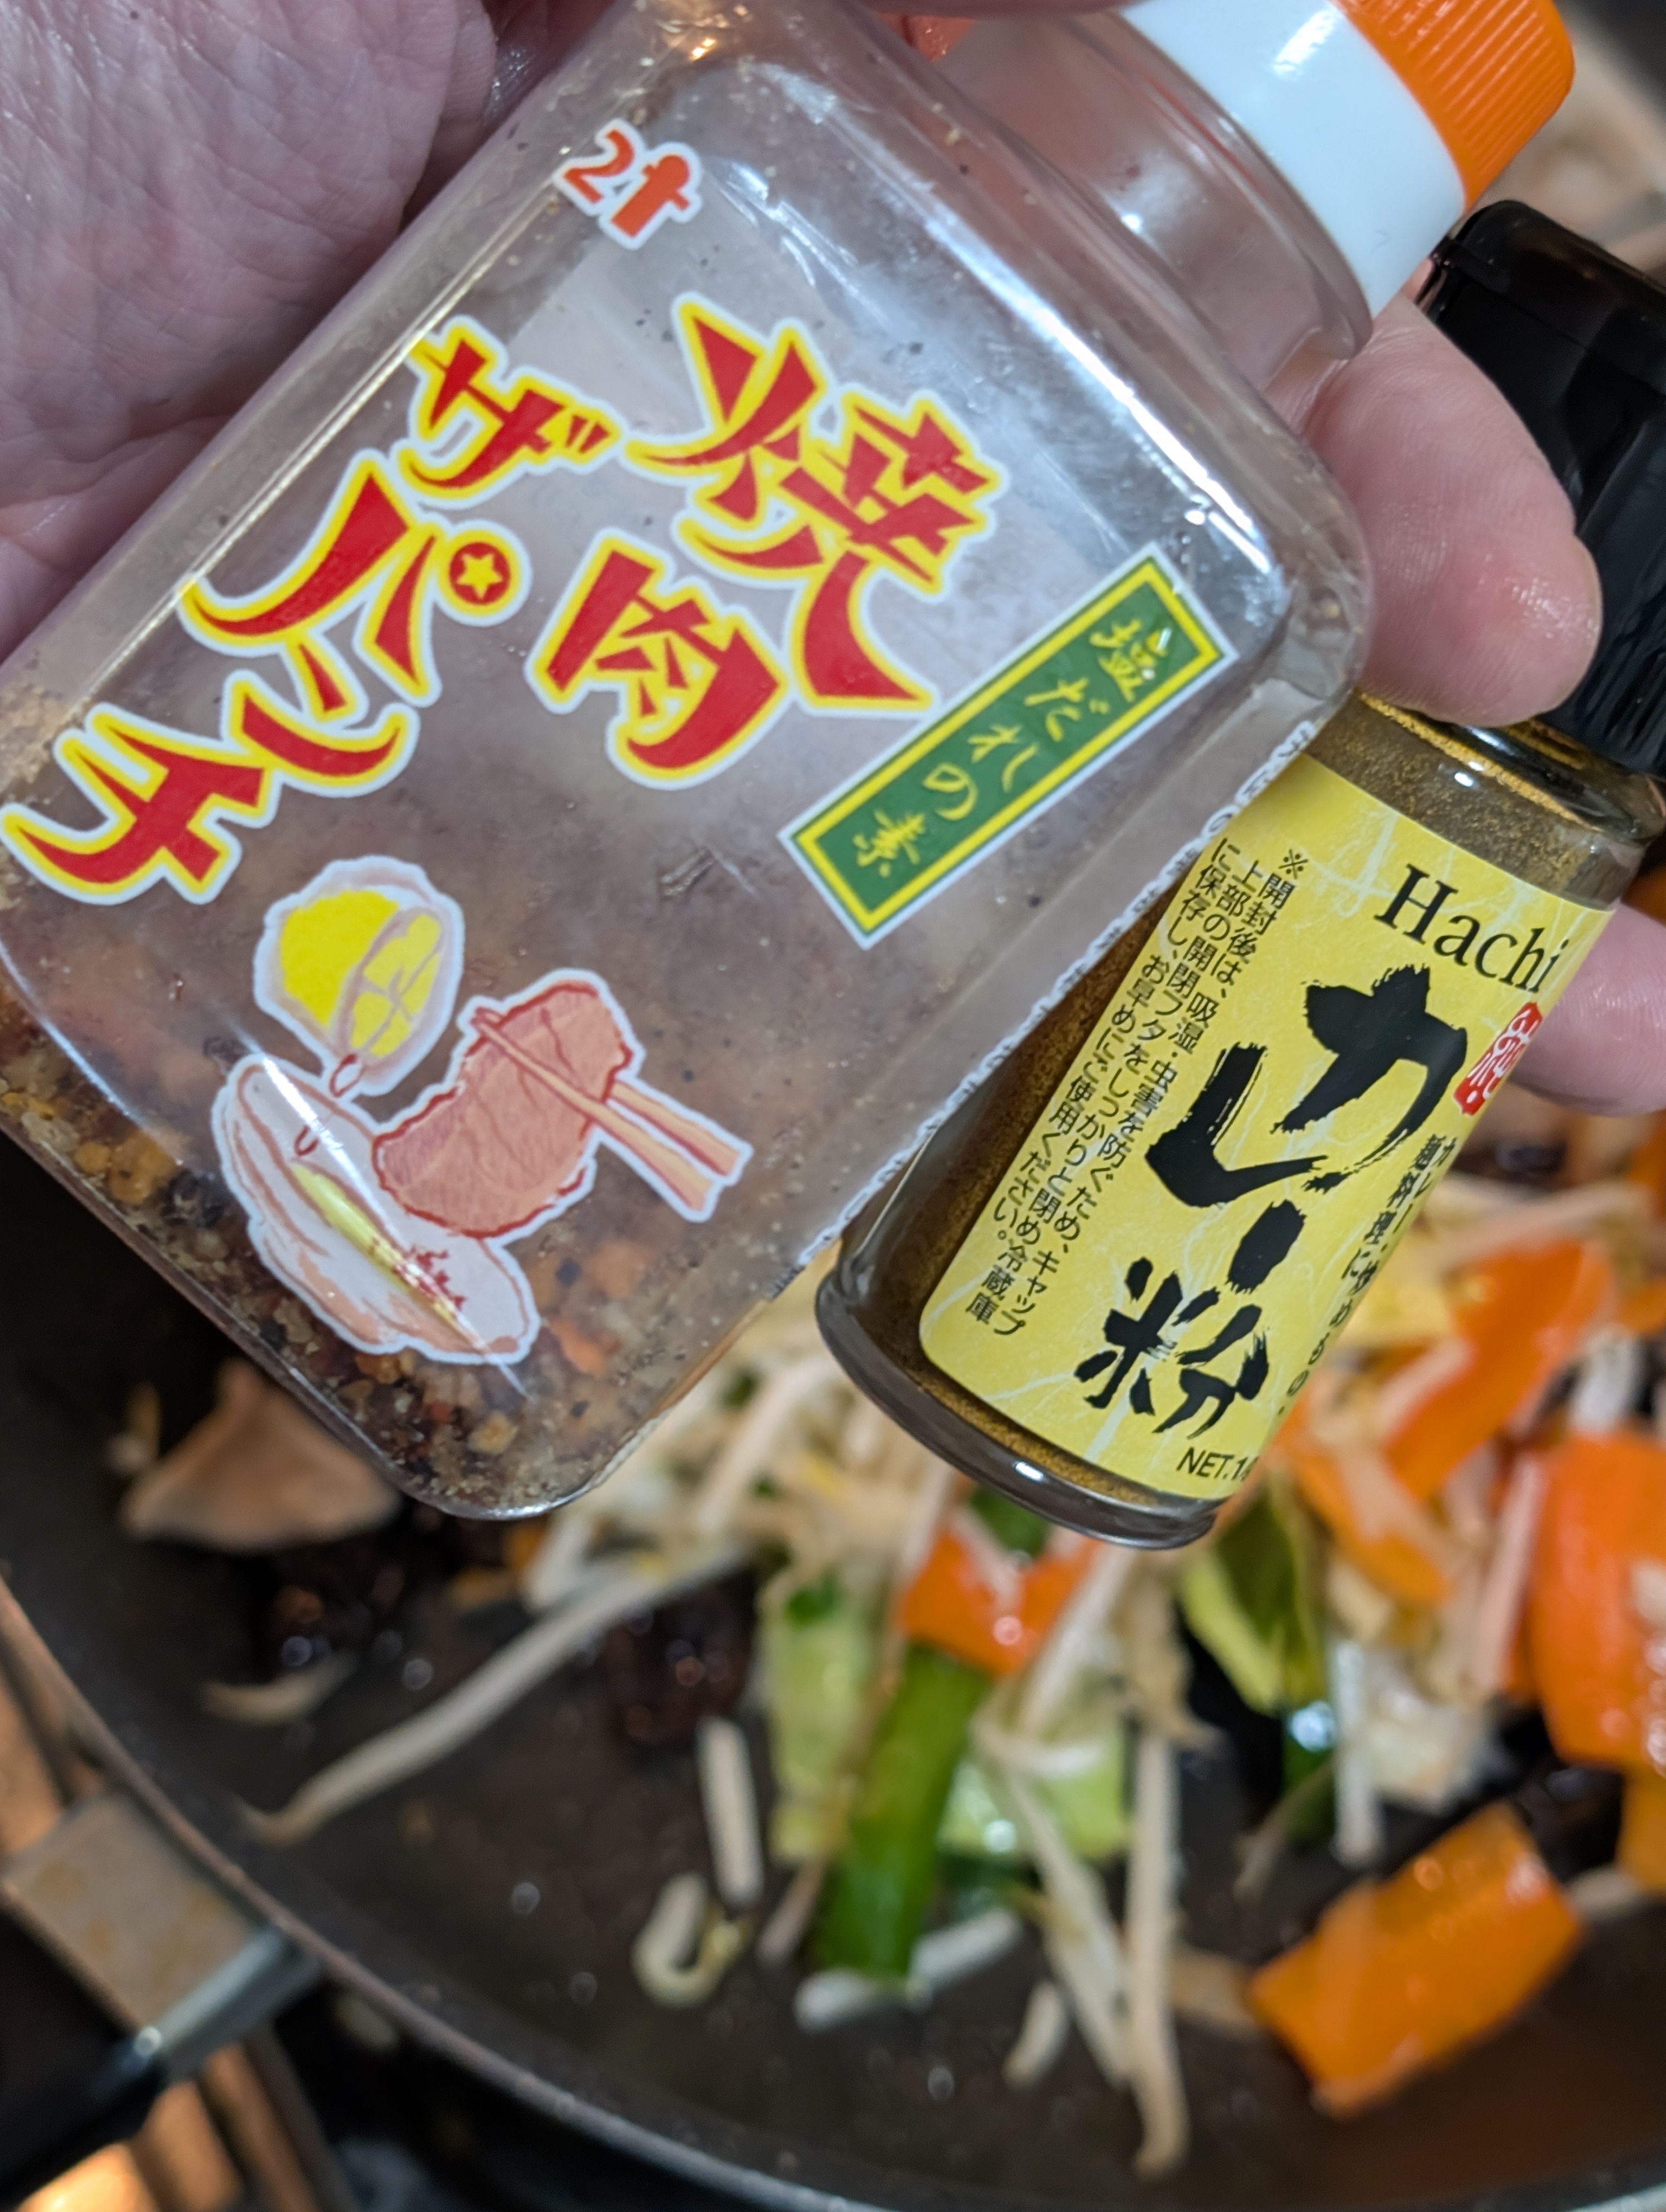 焼肉
ザパンチ
塩だれの素
Hachi
カレー粉
※開封後は、吸湿・虫害を防ぐため、キャップ
上部の開閉フタをしっかりと閉め、冷蔵庫
に保存し、お早めにご使用ください。
NET.